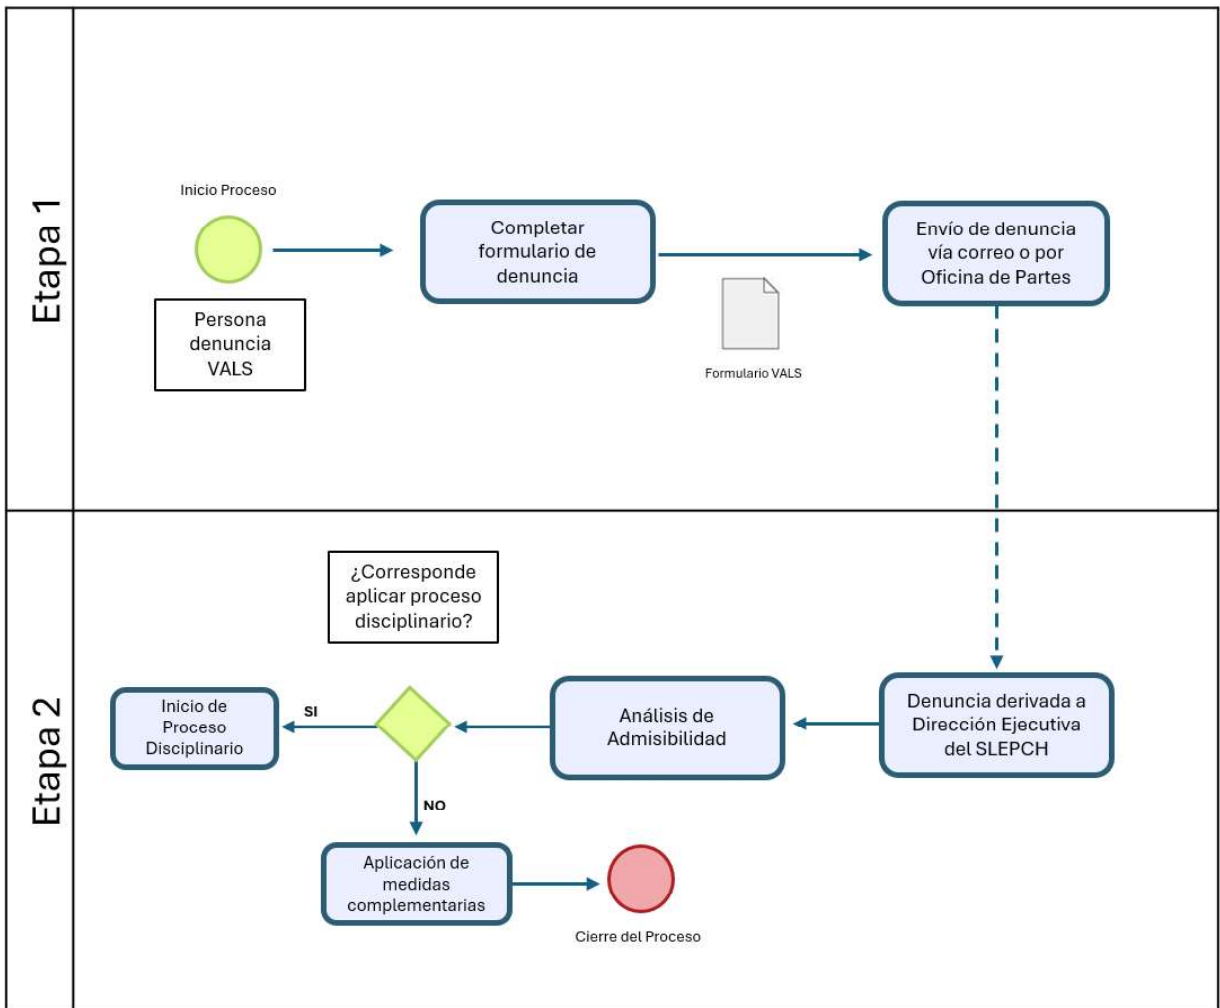 Etapa 1
Inicio Proceso
Persona
denuncia
VALS
Completar
formulario de
denuncia
Formulario VALS
Envío de denuncia
vía correo o por
Oficina de Partes
Etapa 2
¿Corresponde
aplicar proceso
disciplinario?
Denuncia derivada a
Dirección Ejecutiva
del SLEPCH
Análisis de
Admisibilidad
SI
Inicio de
Proceso
Disciplinario
NO
Aplicación de
medidas
complementarias
Cierre del Proceso